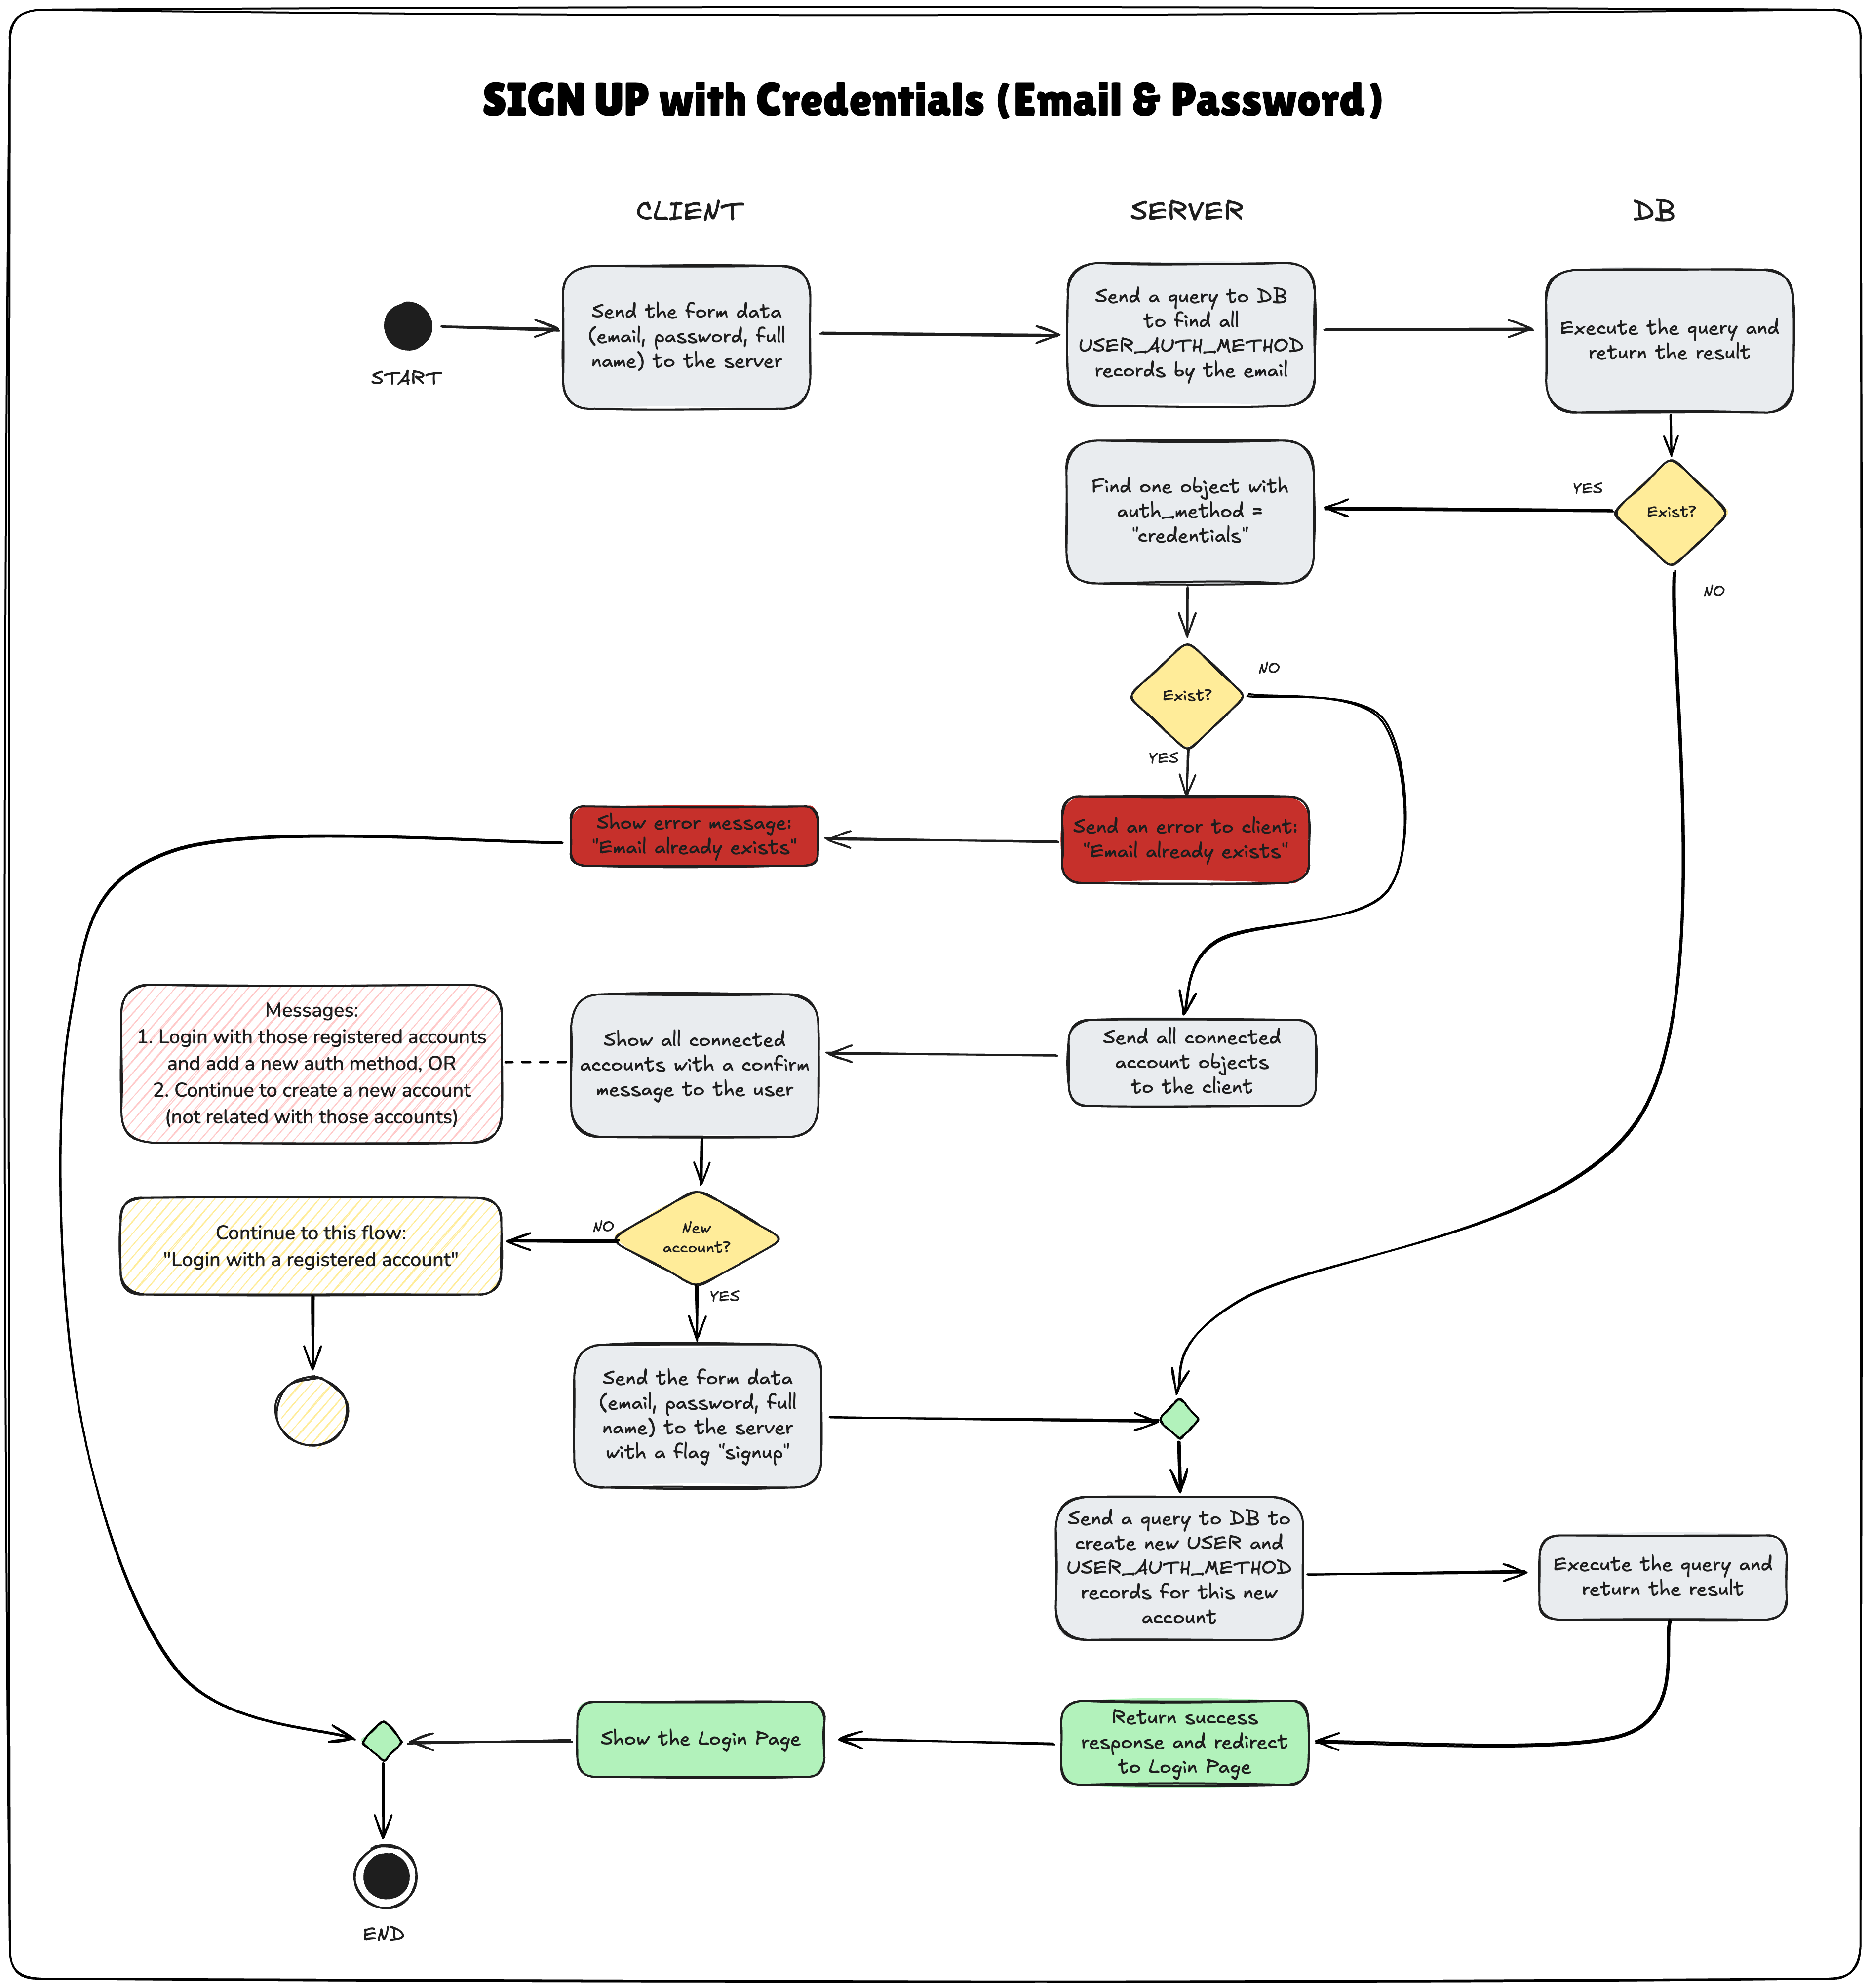 SIGN UP with Credentials (Email & Password)
CLIENT
SERVER
DB
START
Send the form data
(email, password, full
name) to the server
Send a query to DB
to find all
USER_AUTH_METHOD
records by the email
Execute the query and
return the result
Find one object with
auth_method =
"credentials"
YES
Exist?
NO
Exist?
NO
YES
Show error message:
"Email already exists"
Send an error to client:
"Email already exists"
Messages:
1. Login with those registered accounts
and add a new auth method, OR
2. Continue to create a new account
(not related with those accounts)
Show all connected
accounts with a confirm
message to the user
Send all connected
account objects
to the client
Continue to this flow:
"Login with a registered account"
NO
New
account?
YES
Send the form data
(email, password, full
name) to the server
with a flag "signup"
Send a query to DB to
create new USER and
USER_AUTH_METHOD
records for this new
account
Execute the query and
return the result
Show the Login Page
Return success
response and redirect
to Login Page
END